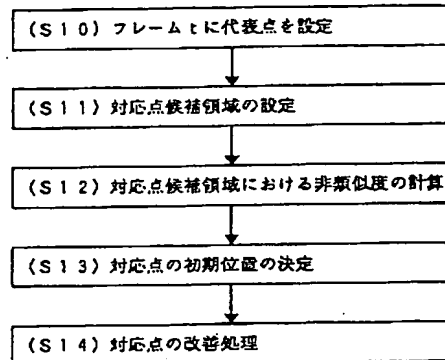 (S10)フレームtに代表点を設定
(S11)対応点候補領域の設定
(S12)対応点候補領域における非類似度の計算
(S13)対応点の初期位置の決定
(S14)対応点の改善処理